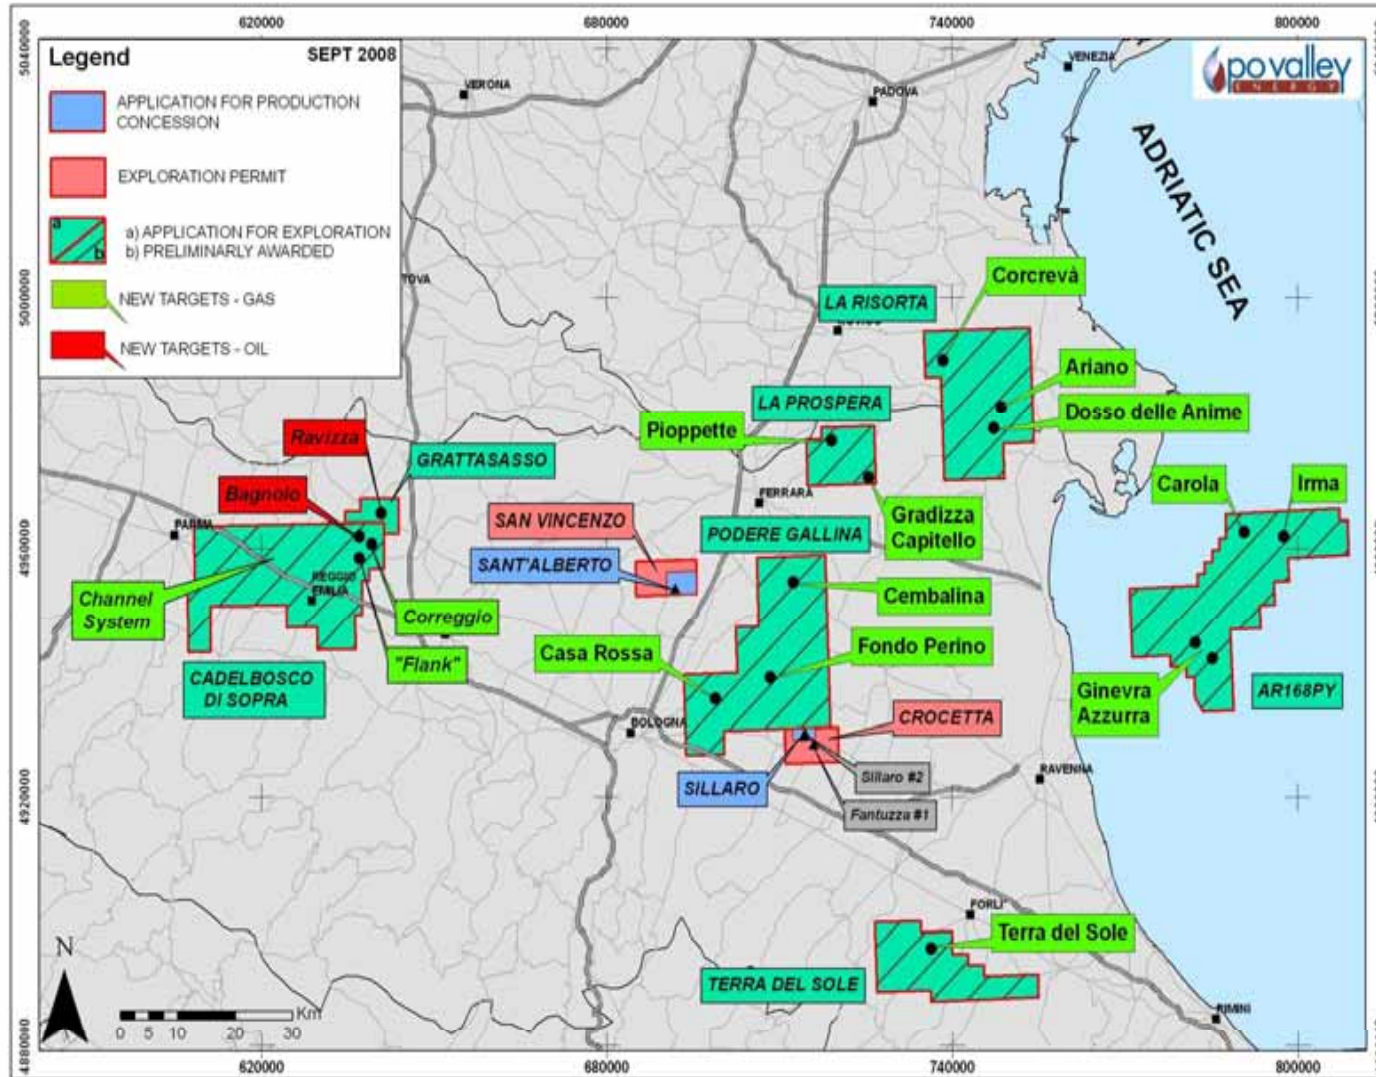 620000
680000
740000
800000
Legend
SEPT 2008
APPLICATION FOR PRODUCTION
CONCESSION
EXPLORATION PERMIT
a
b
a) APPLICATION FOR EXPLORATION
b) PRELIMINARLY AWARDED
NEW TARGETS - GAS
NEW TARGETS - OIL
po valley
ENERGY
VENEZIA
VERONA
PADOVA
ADRIATIC SEA
TOVA
Corcrevà
LA RISORTA
Ariano
LA PROSPERA
Dosso delle Anime
Pioppette
Ravizza
GRATTASASSO
Carola
Irma
Bagnolo
FERRARA
SAN VINCENZO
Gradizza
Capitello
PARMA
PODERE GALLINA
SANT'ALBERTO
REGGIO
EMILIA
Channel
System
Correggio
Cembalina
"Flank"
Casa Rossa
Fondo Perino
CADELBOSCO
DI SOPRA
Ginevra
Azzurra
AR168PY
BOLOGNA
CROCETTA
SILLARO
Sillaro #2
RAVENNA
Fantuzza #1
FORLI'
Terra del Sole
TERRA DEL SOLE
RIMINI
N
Km
0 5 10 20 30
5040000
5000000
4960000
4920000
4880000
620000
680000
740000
800000